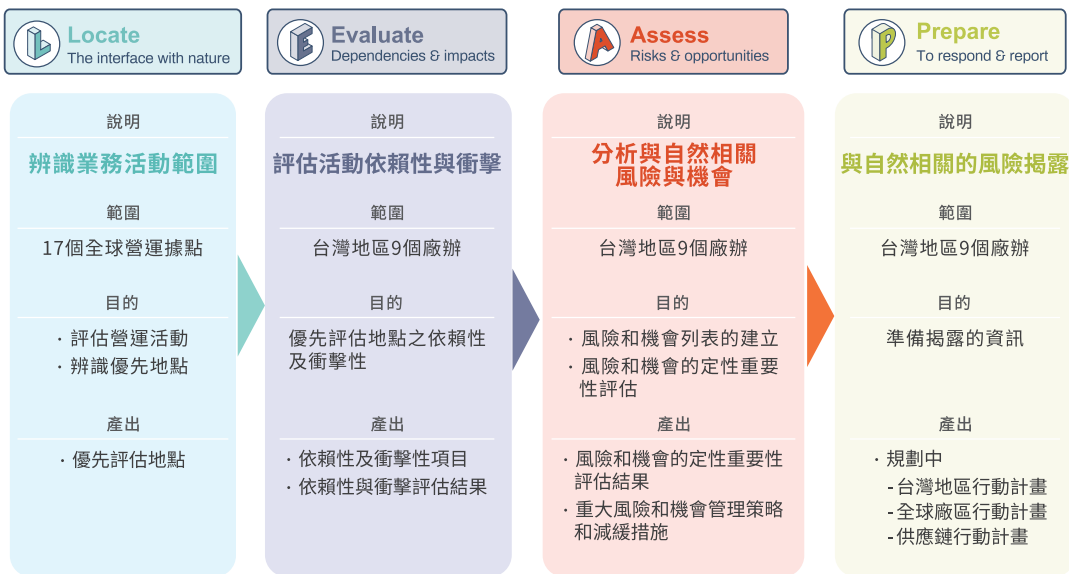 L
Locate
The interface with nature
說明
辨識業務活動範圍
範圍
17個全球營運據點
目的
・評估營運活動
・辨識優先地點
產出
・優先評估地點
E
Evaluate
Dependencies & impacts
說明
評估活動依賴性與衝擊
範圍
台灣地區9個廠辦
目的
優先評估地點之依賴性
及衝擊性
產出
・依賴性及衝擊性項目
・依賴性與衝擊評估結果
A
Assess
Risks & opportunities
說明
分析與自然相關
風險與機會
範圍
台灣地區9個廠辦
目的
・風險和機會列表的建立
・風險和機會的定性重要
性評估
產出
・風險和機會的定性重要性
評估結果
・重大風險和機會管理策略
和減緩措施
P
Prepare
To respond & report
說明
與自然相關的風險揭露
範圍
台灣地區9個廠辦
目的
準備揭露的資訊
產出
・規劃中
-台灣地區行動計畫
-全球廠區行動計畫
-供應鏈行動計畫